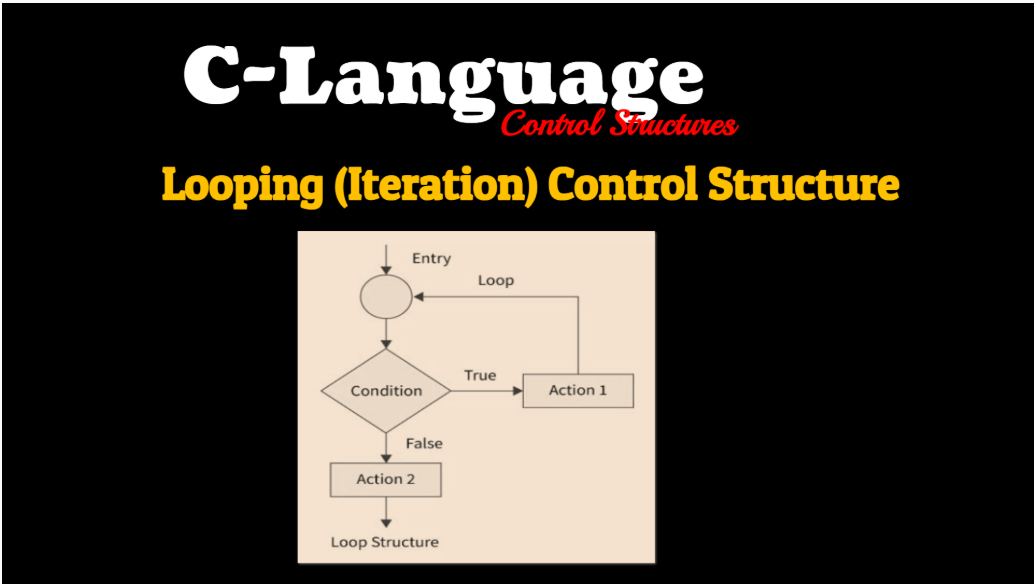 C-Language
Control Structures
Looping (Iteration) Control Structure
Entry
Loop
Condition
True
Action 1
False
Action 2
Loop Structure